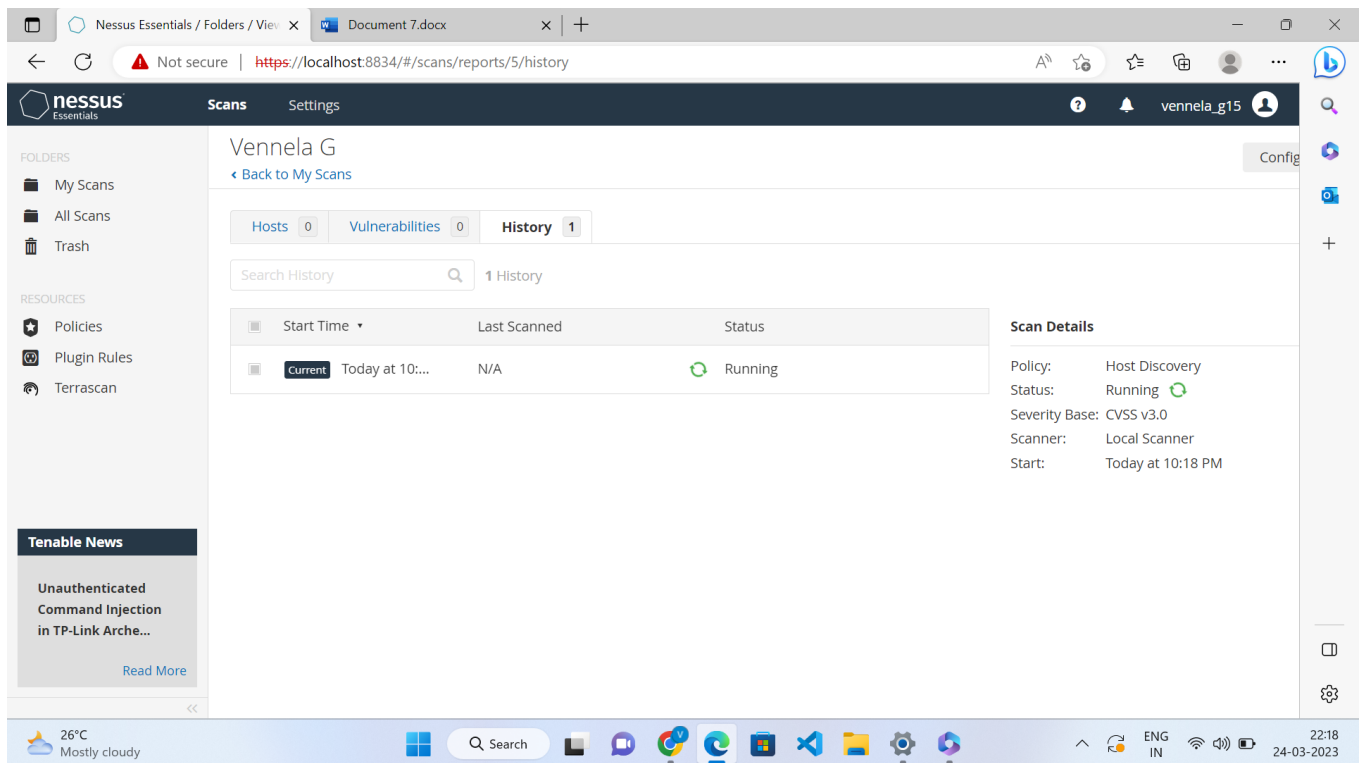 Nessus Essentials / Folders / View
Document 7.docx
Not secure | https://localhost:8834/#/scans/reports/5/history
nessus
Essentials
Scans
Settings
vennela_g15
FOLDERS
My Scans
All Scans
Trash
RESOURCES
Policies
Plugin Rules
Terrascan
Tenable News
Unauthenticated
Command Injection
in TP-Link Arche...
Read More
Vennela G
Back to My Scans
Config
Hosts 0
Vulnerabilities 0
History 1
Search History
1 History
Start Time Last Scanned Status
Current Today at 10:... N/A Running
Scan Details
Policy: Host Discovery
Status: Running
Severity Base: CVSS v3.0
Scanner: Local Scanner
Start: Today at 10:18 PM
26°C
Mostly cloudy
Search
ENG
IN
22:18
24-03-2023